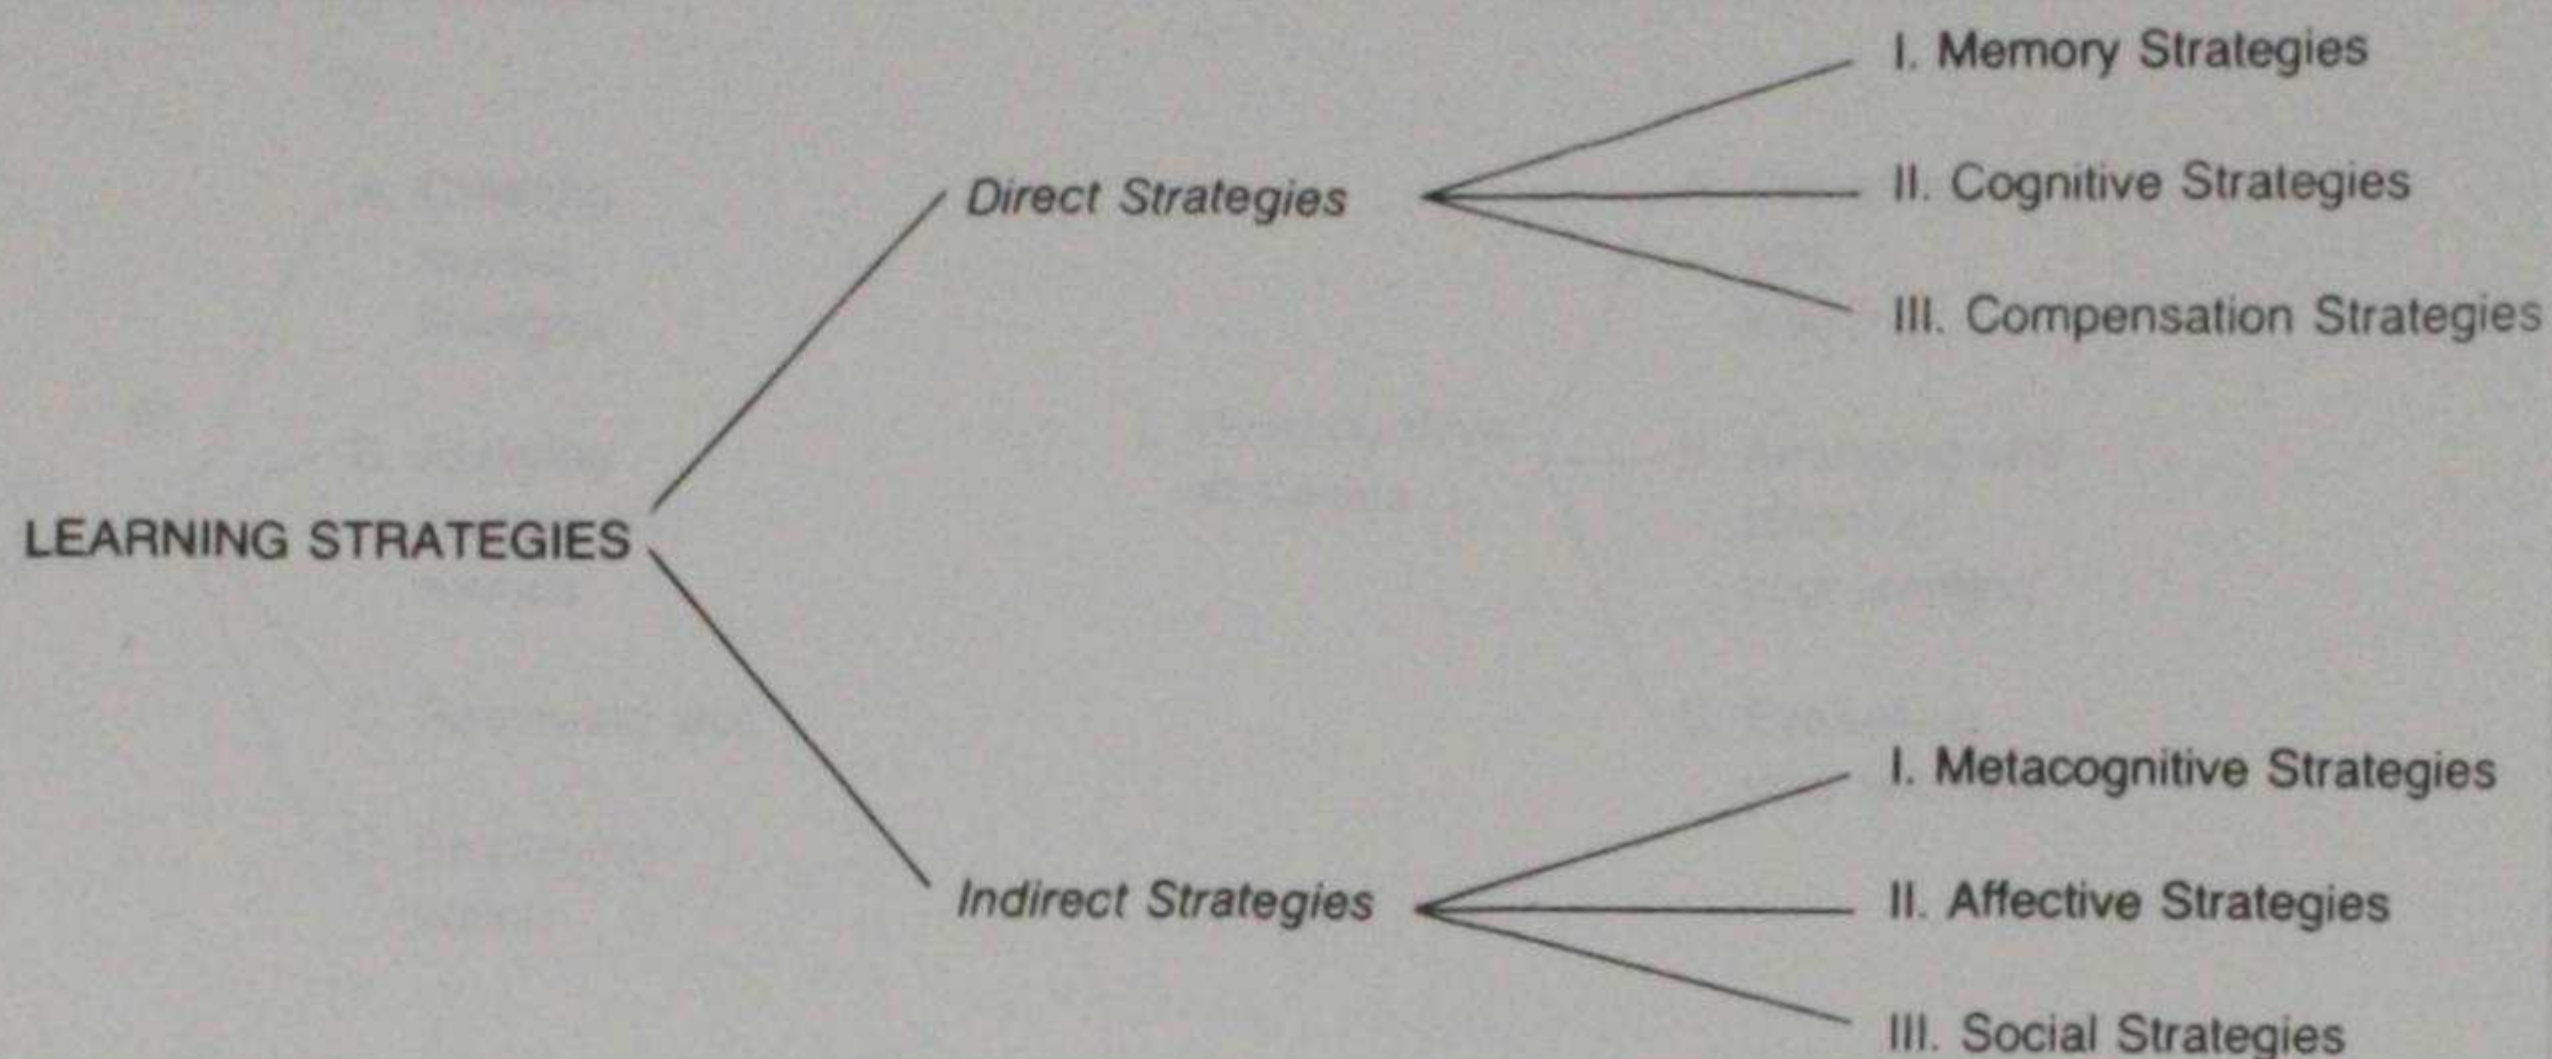 I. Memory Strategies
Direct Strategies
II. Cognitive Strategies
III. Compensation Strategies
LEARNING STRATEGIES
I. Metacognitive Strategies
Indirect Strategies
II. Affective Strategies
III. Social Strategies